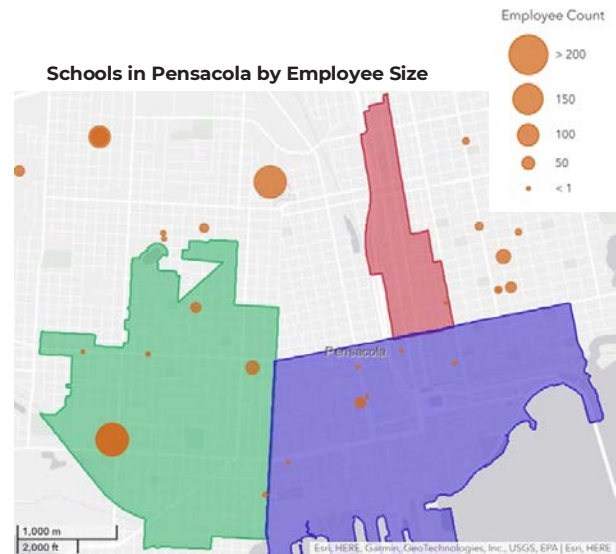 Employee Count
> 200
150
100
50
< 1
Schools in Pensacola by Employee Size
Pensacola
1,000 m
2,000 ft
Esri, HERE, Garmin, GeoTechnologies, Inc., USGS, EPA | Esri, HERE